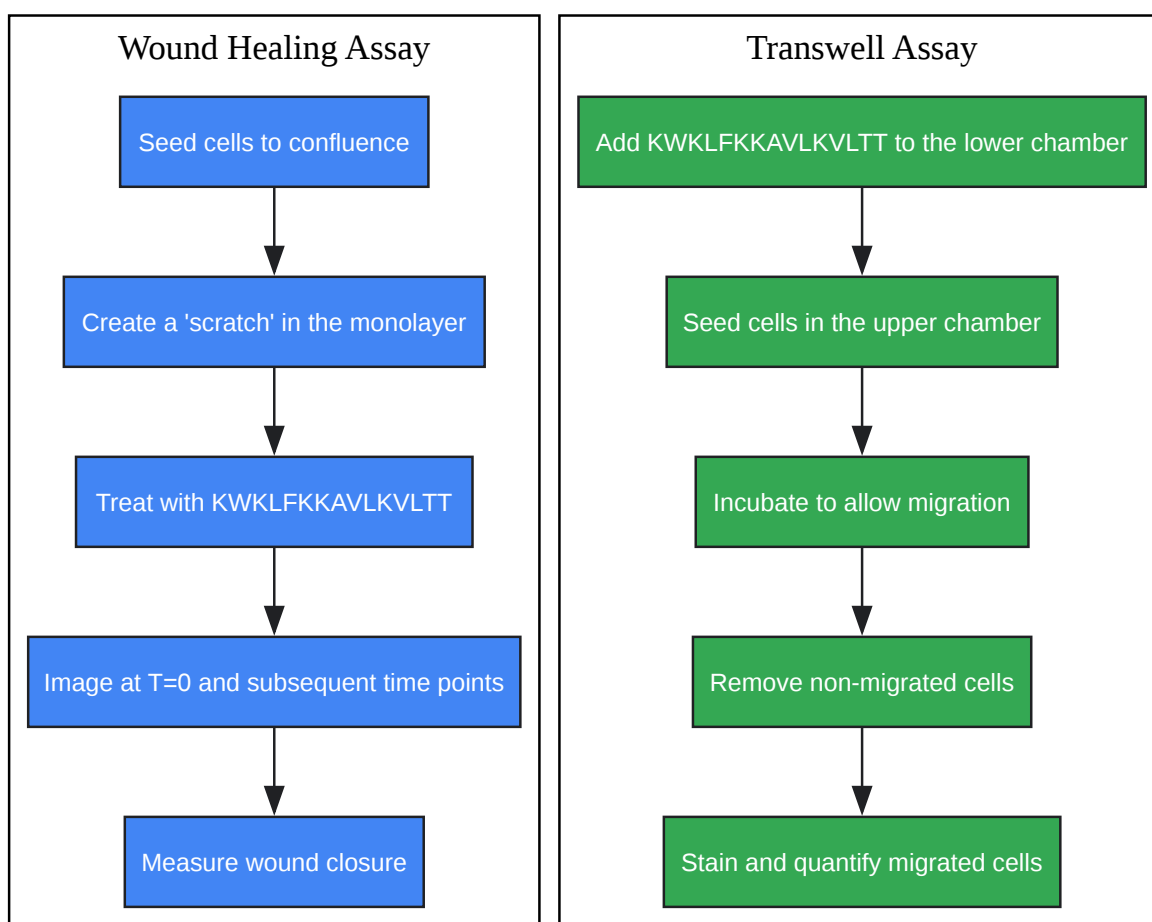 Wound Healing Assay
Seed cells to confluence
Create a 'scratch' in the monolayer
Treat with KWKLFKKAVLKVLTT
Image at T=0 and subsequent time points
Measure wound closure
Transwell Assay
Add KWKLFKKAVLKVLTT to the lower chamber
Seed cells in the upper chamber
Incubate to allow migration
Remove non-migrated cells
Stain and quantify migrated cells